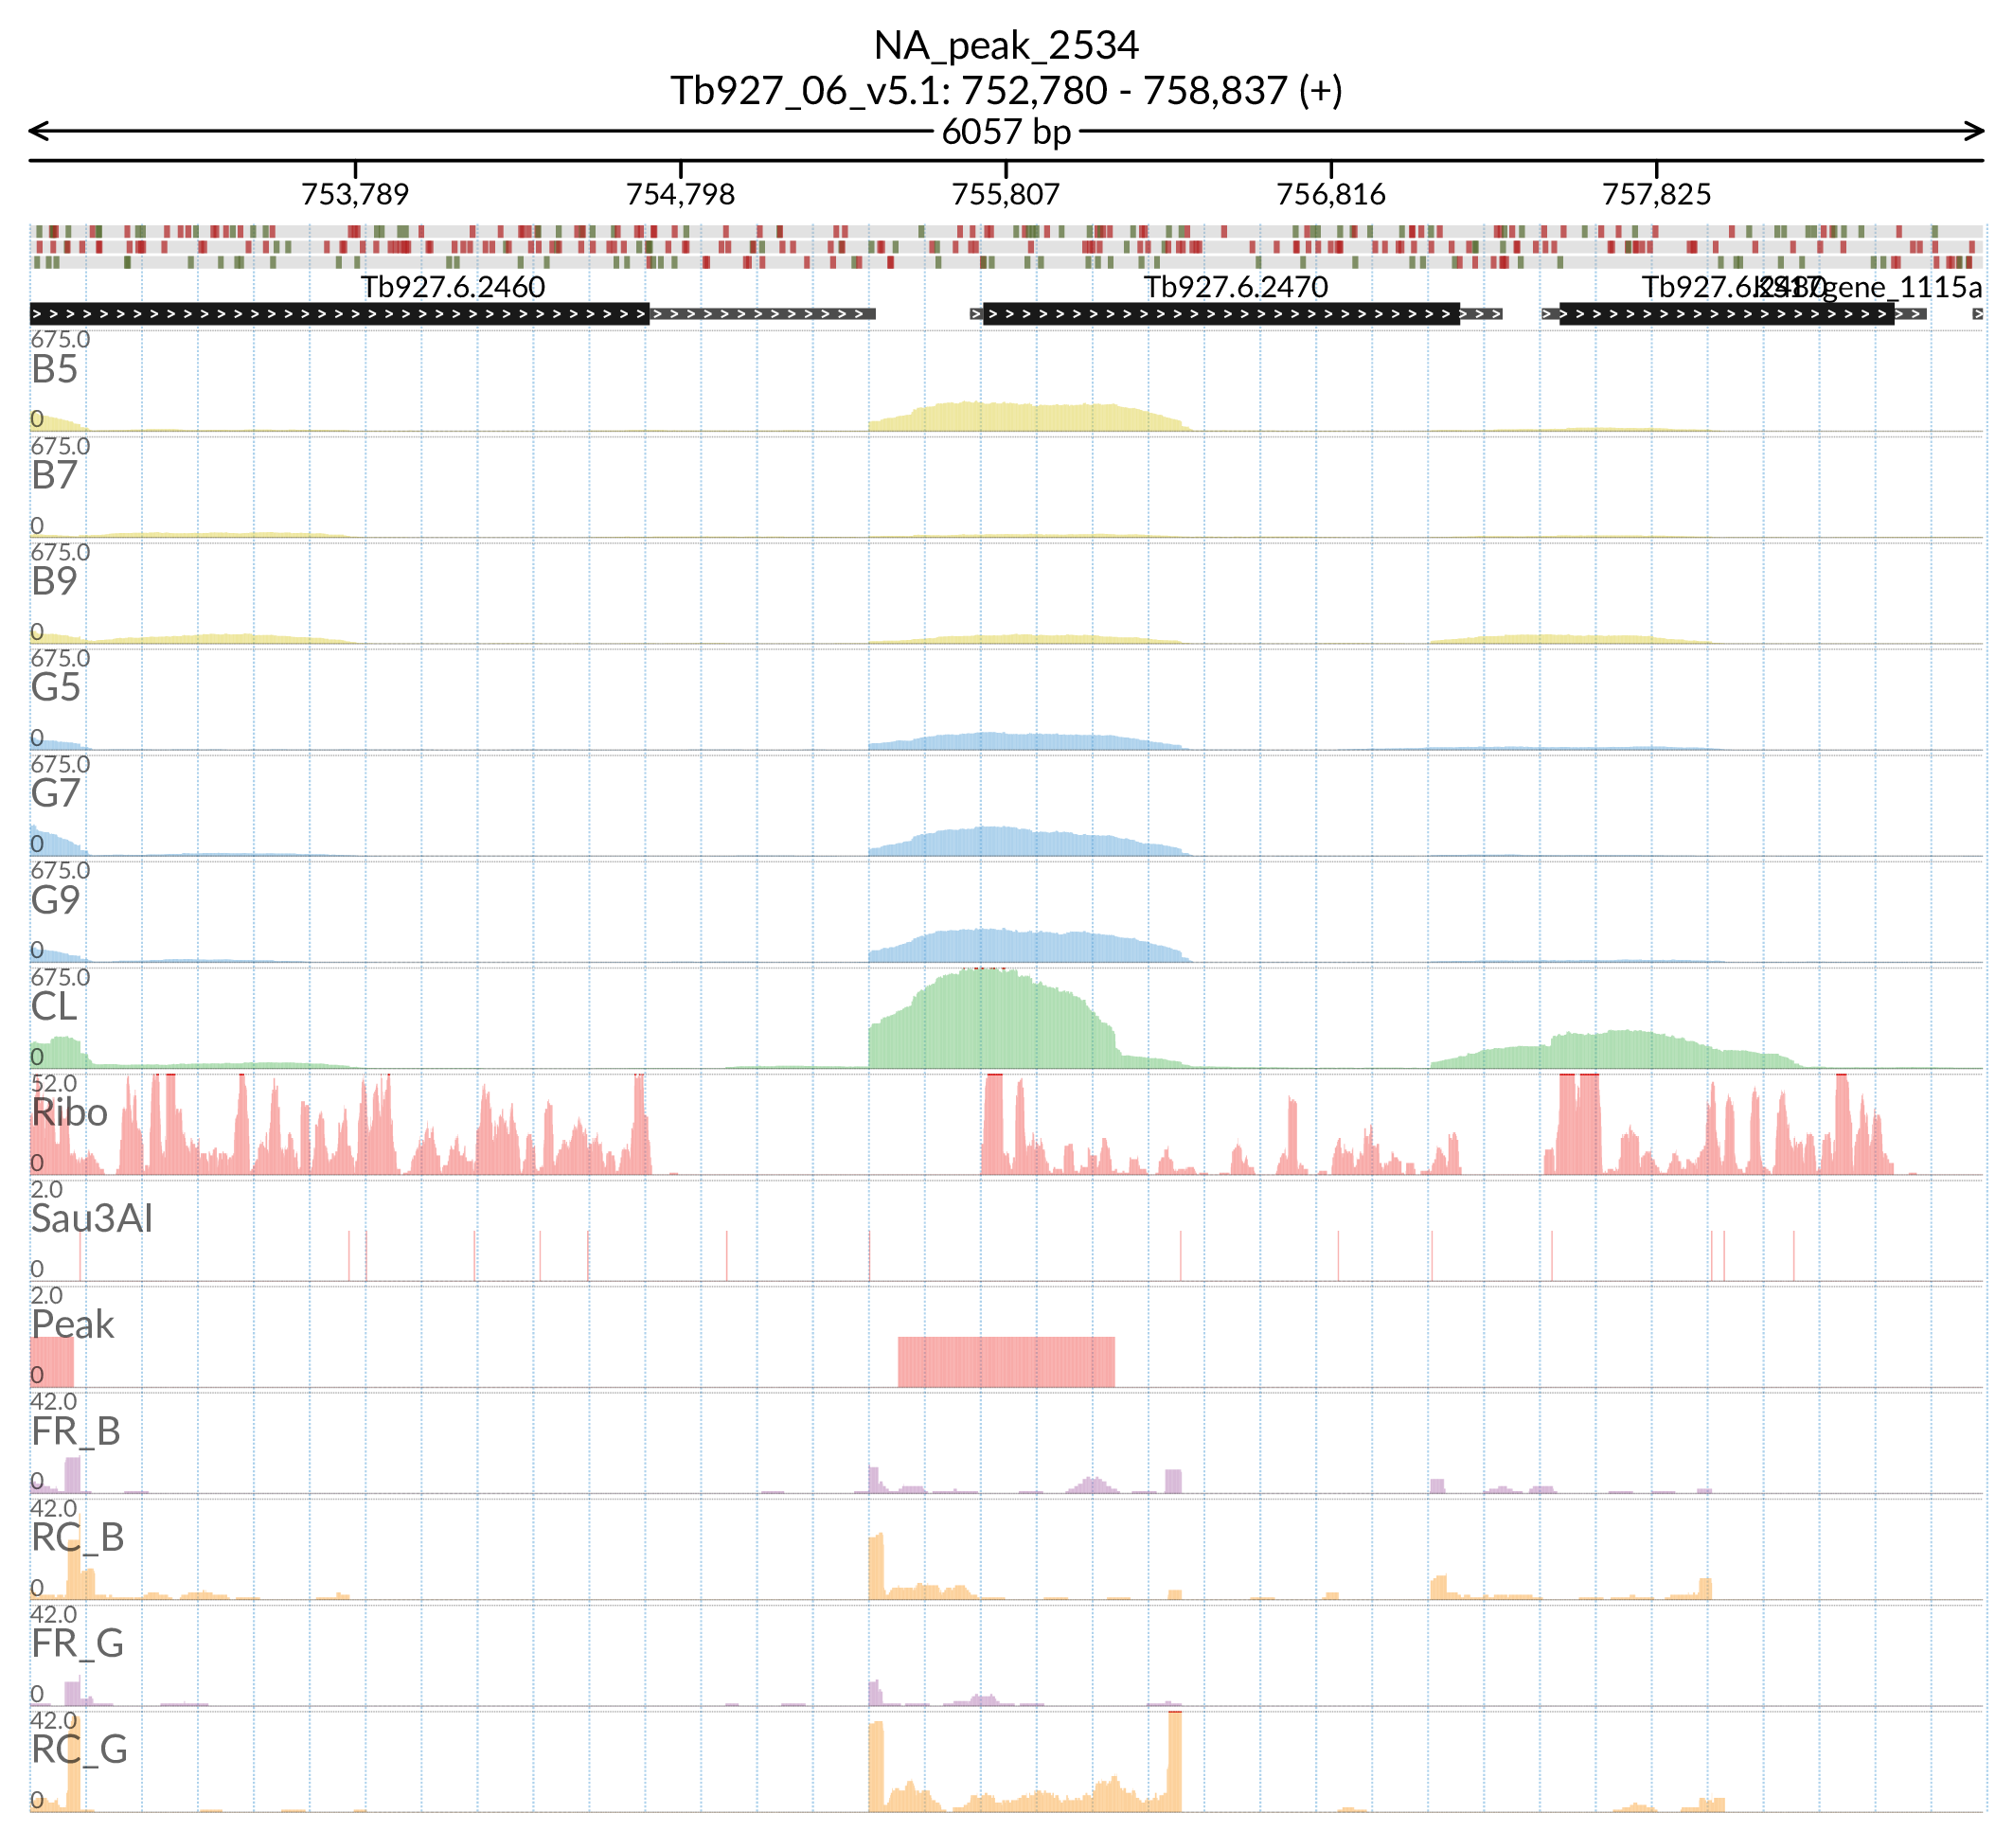 NA_peak_2534
Tb927_06_v5.1: 752,780 - 758,837 (+)
6057 bp
753,789 754,798 755,807 756,816 757,825
Tb927.6.2460 Tb927.6.2470 Tb927.6.2480 KS17gene_1115a
675.0
B5
0
675.0
B7
0
675.0
B9
0
675.0
G5
0
675.0
G7
0
675.0
G9
0
675.0
CL
0
52.0
Ribo
0
2.0
Sau3AI
0
2.0
Peak
0
42.0
FR_B
0
42.0
RC_B
0
42.0
FR_G
0
42.0
RC_G
0